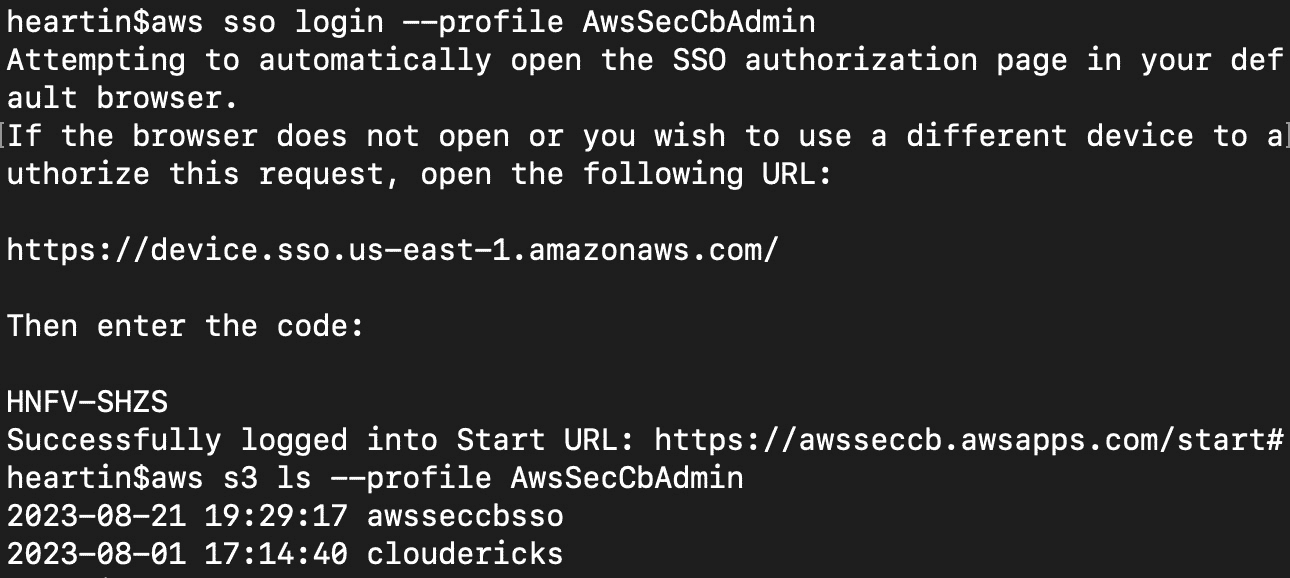 heartin$aws sso login --profile AwsSecCbAdmin
Attempting to automatically open the SSO authorization page in your def
ault browser.
[If the browser does not open or you wish to use a different device to a]
uthorize this request, open the following URL:
https://device.sso.us-east-1.amazonaws.com/
Then enter the code:
HNFV-SHZS
Successfully logged into Start URL: https://awsseccb.awsapps.com/start#
heartin$aws s3 ls --profile AwsSecCbAdmin
2023-08-21 19:29:17 awsseccbsso
2023-08-01 17:14:40 cloudericks